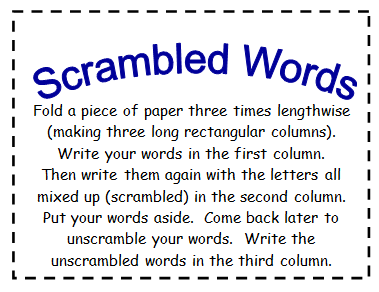 Scrambled Words
Fold a piece of paper three times lengthwise
(making three long rectangular columns).
Write your words in the first column.
Then write them again with the letters all
mixed up (scrambled) in the second column.
Put your words aside.  Come back later to
unscramble your words.  Write the
unscrambled words in the third column.